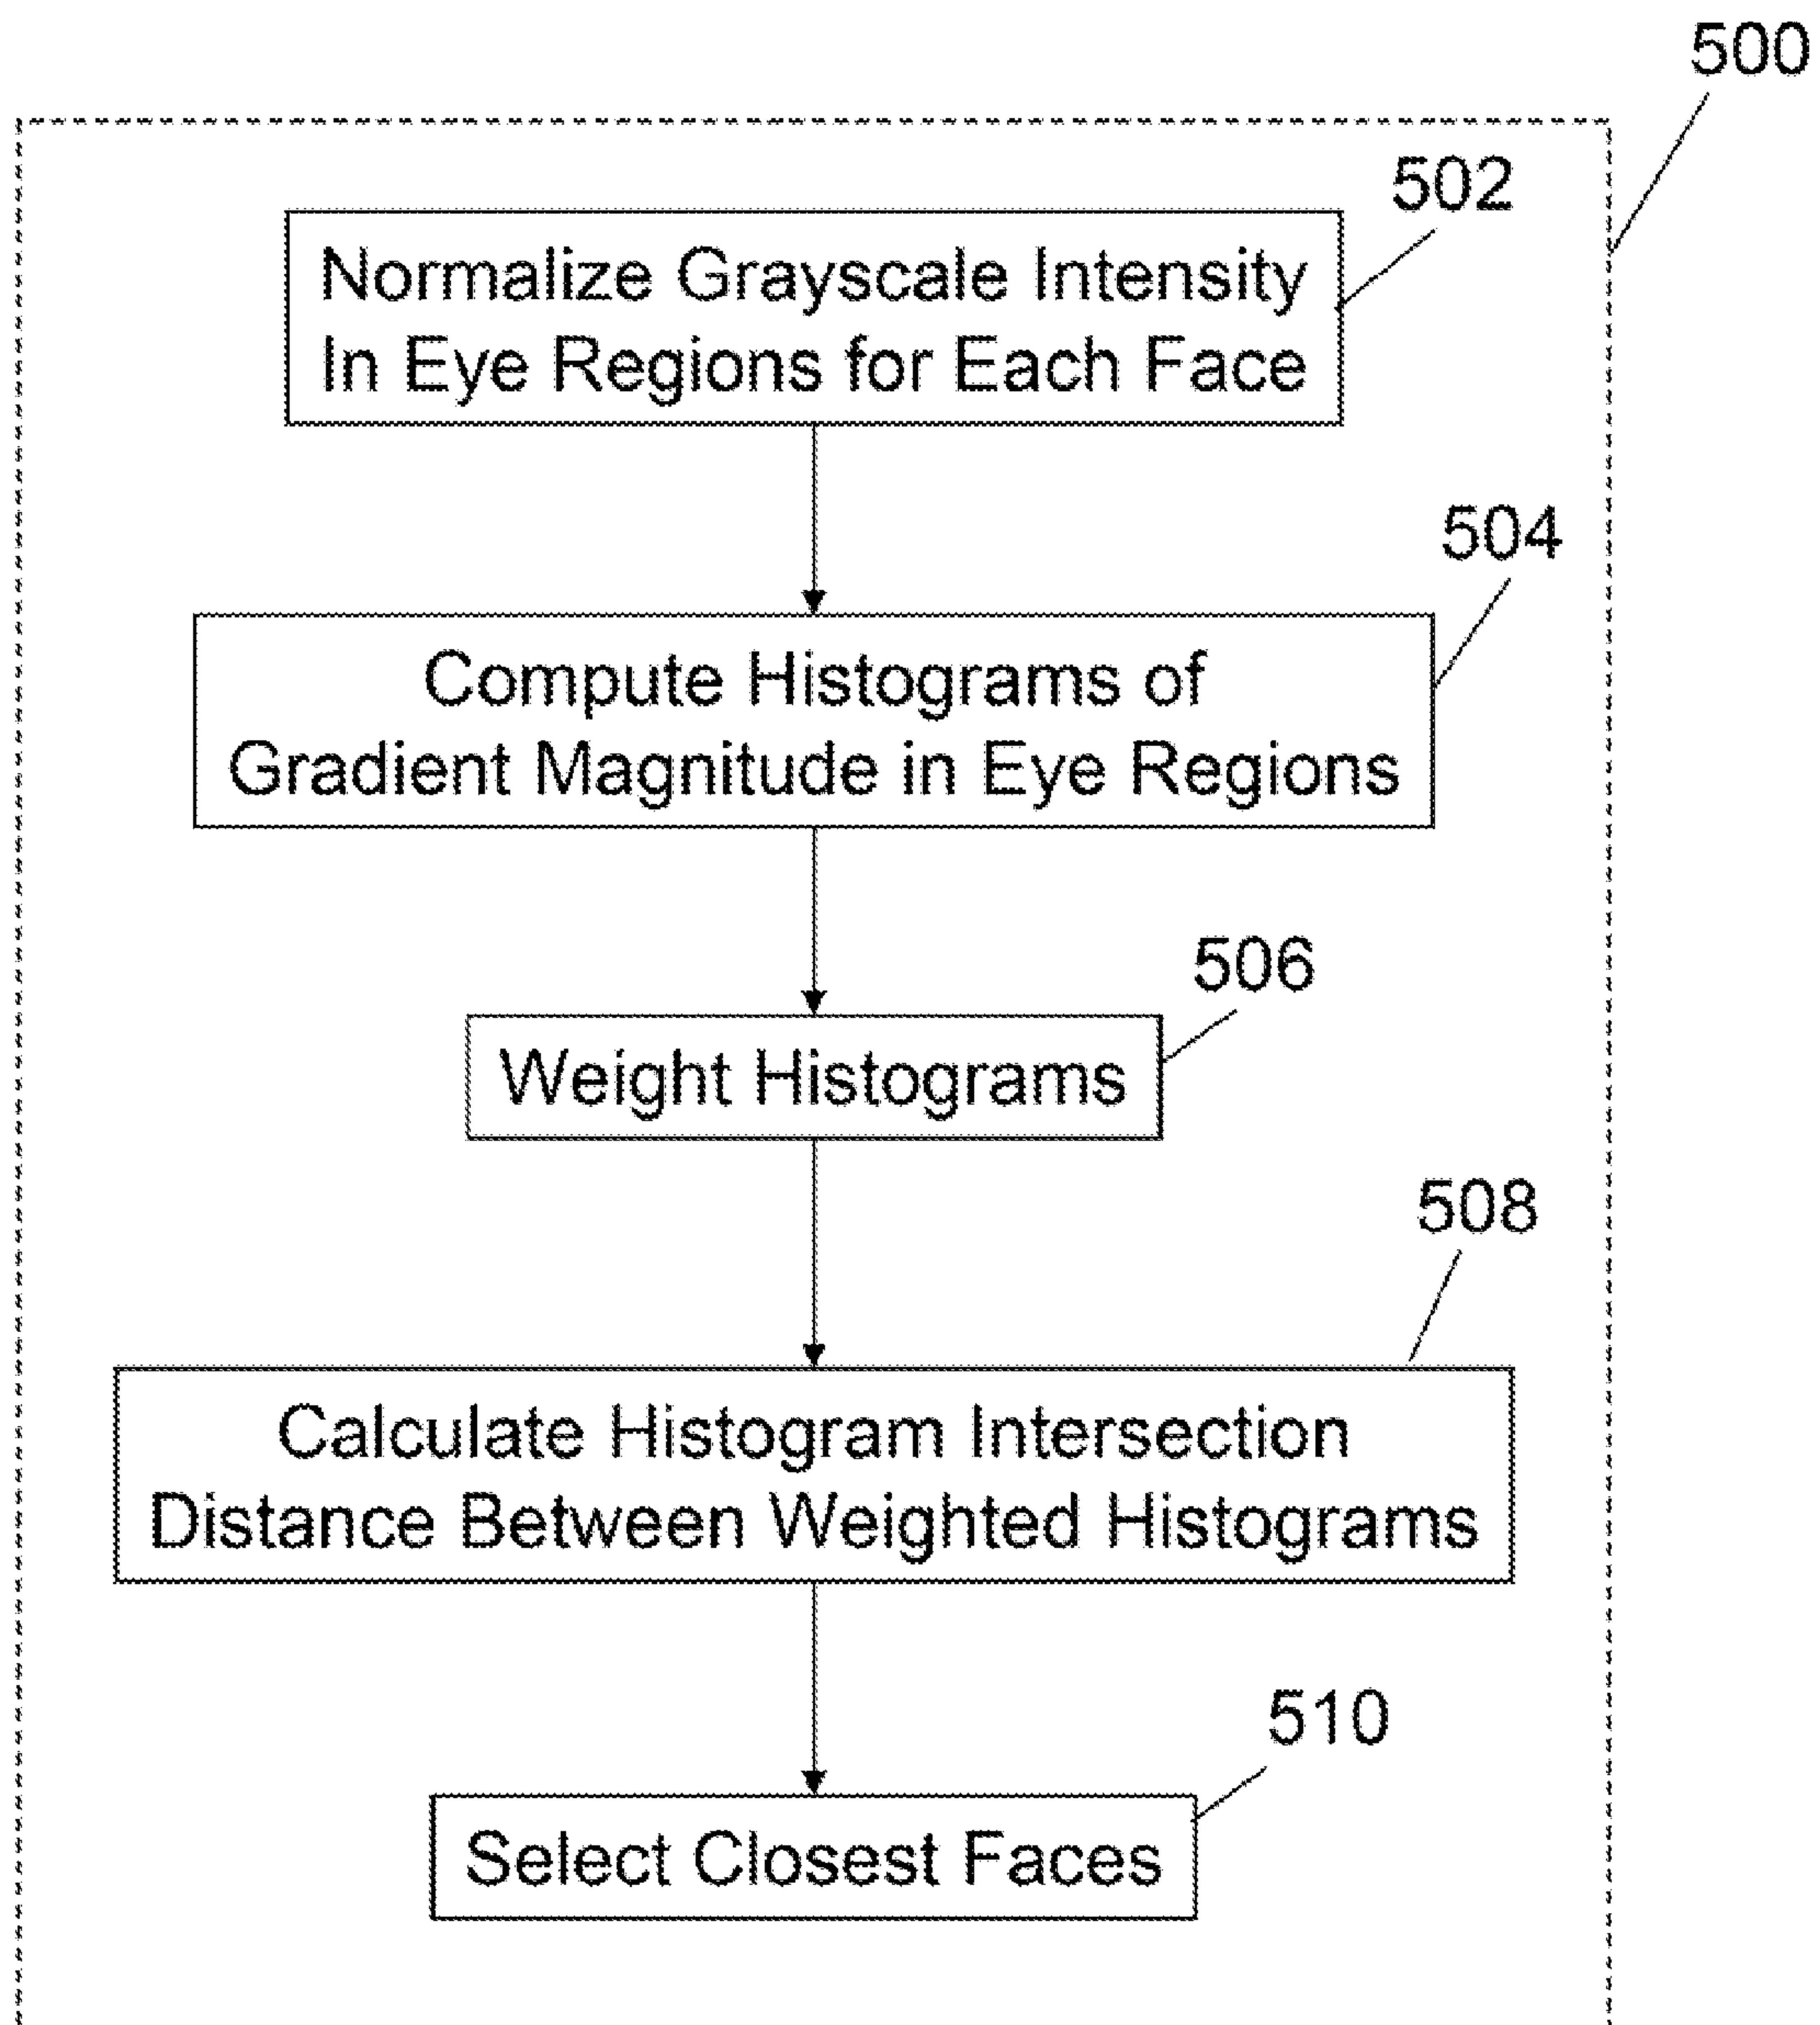 500
502
Normalize Grayscale Intensity
In Eye Regions for Each Face
504
Compute Histograms of
Gradient Magnitude in Eye Regions
506
Weight Histograms
508
Calculate Histogram Intersection
Distance Between Weighted Histograms
510
Select Closest Faces